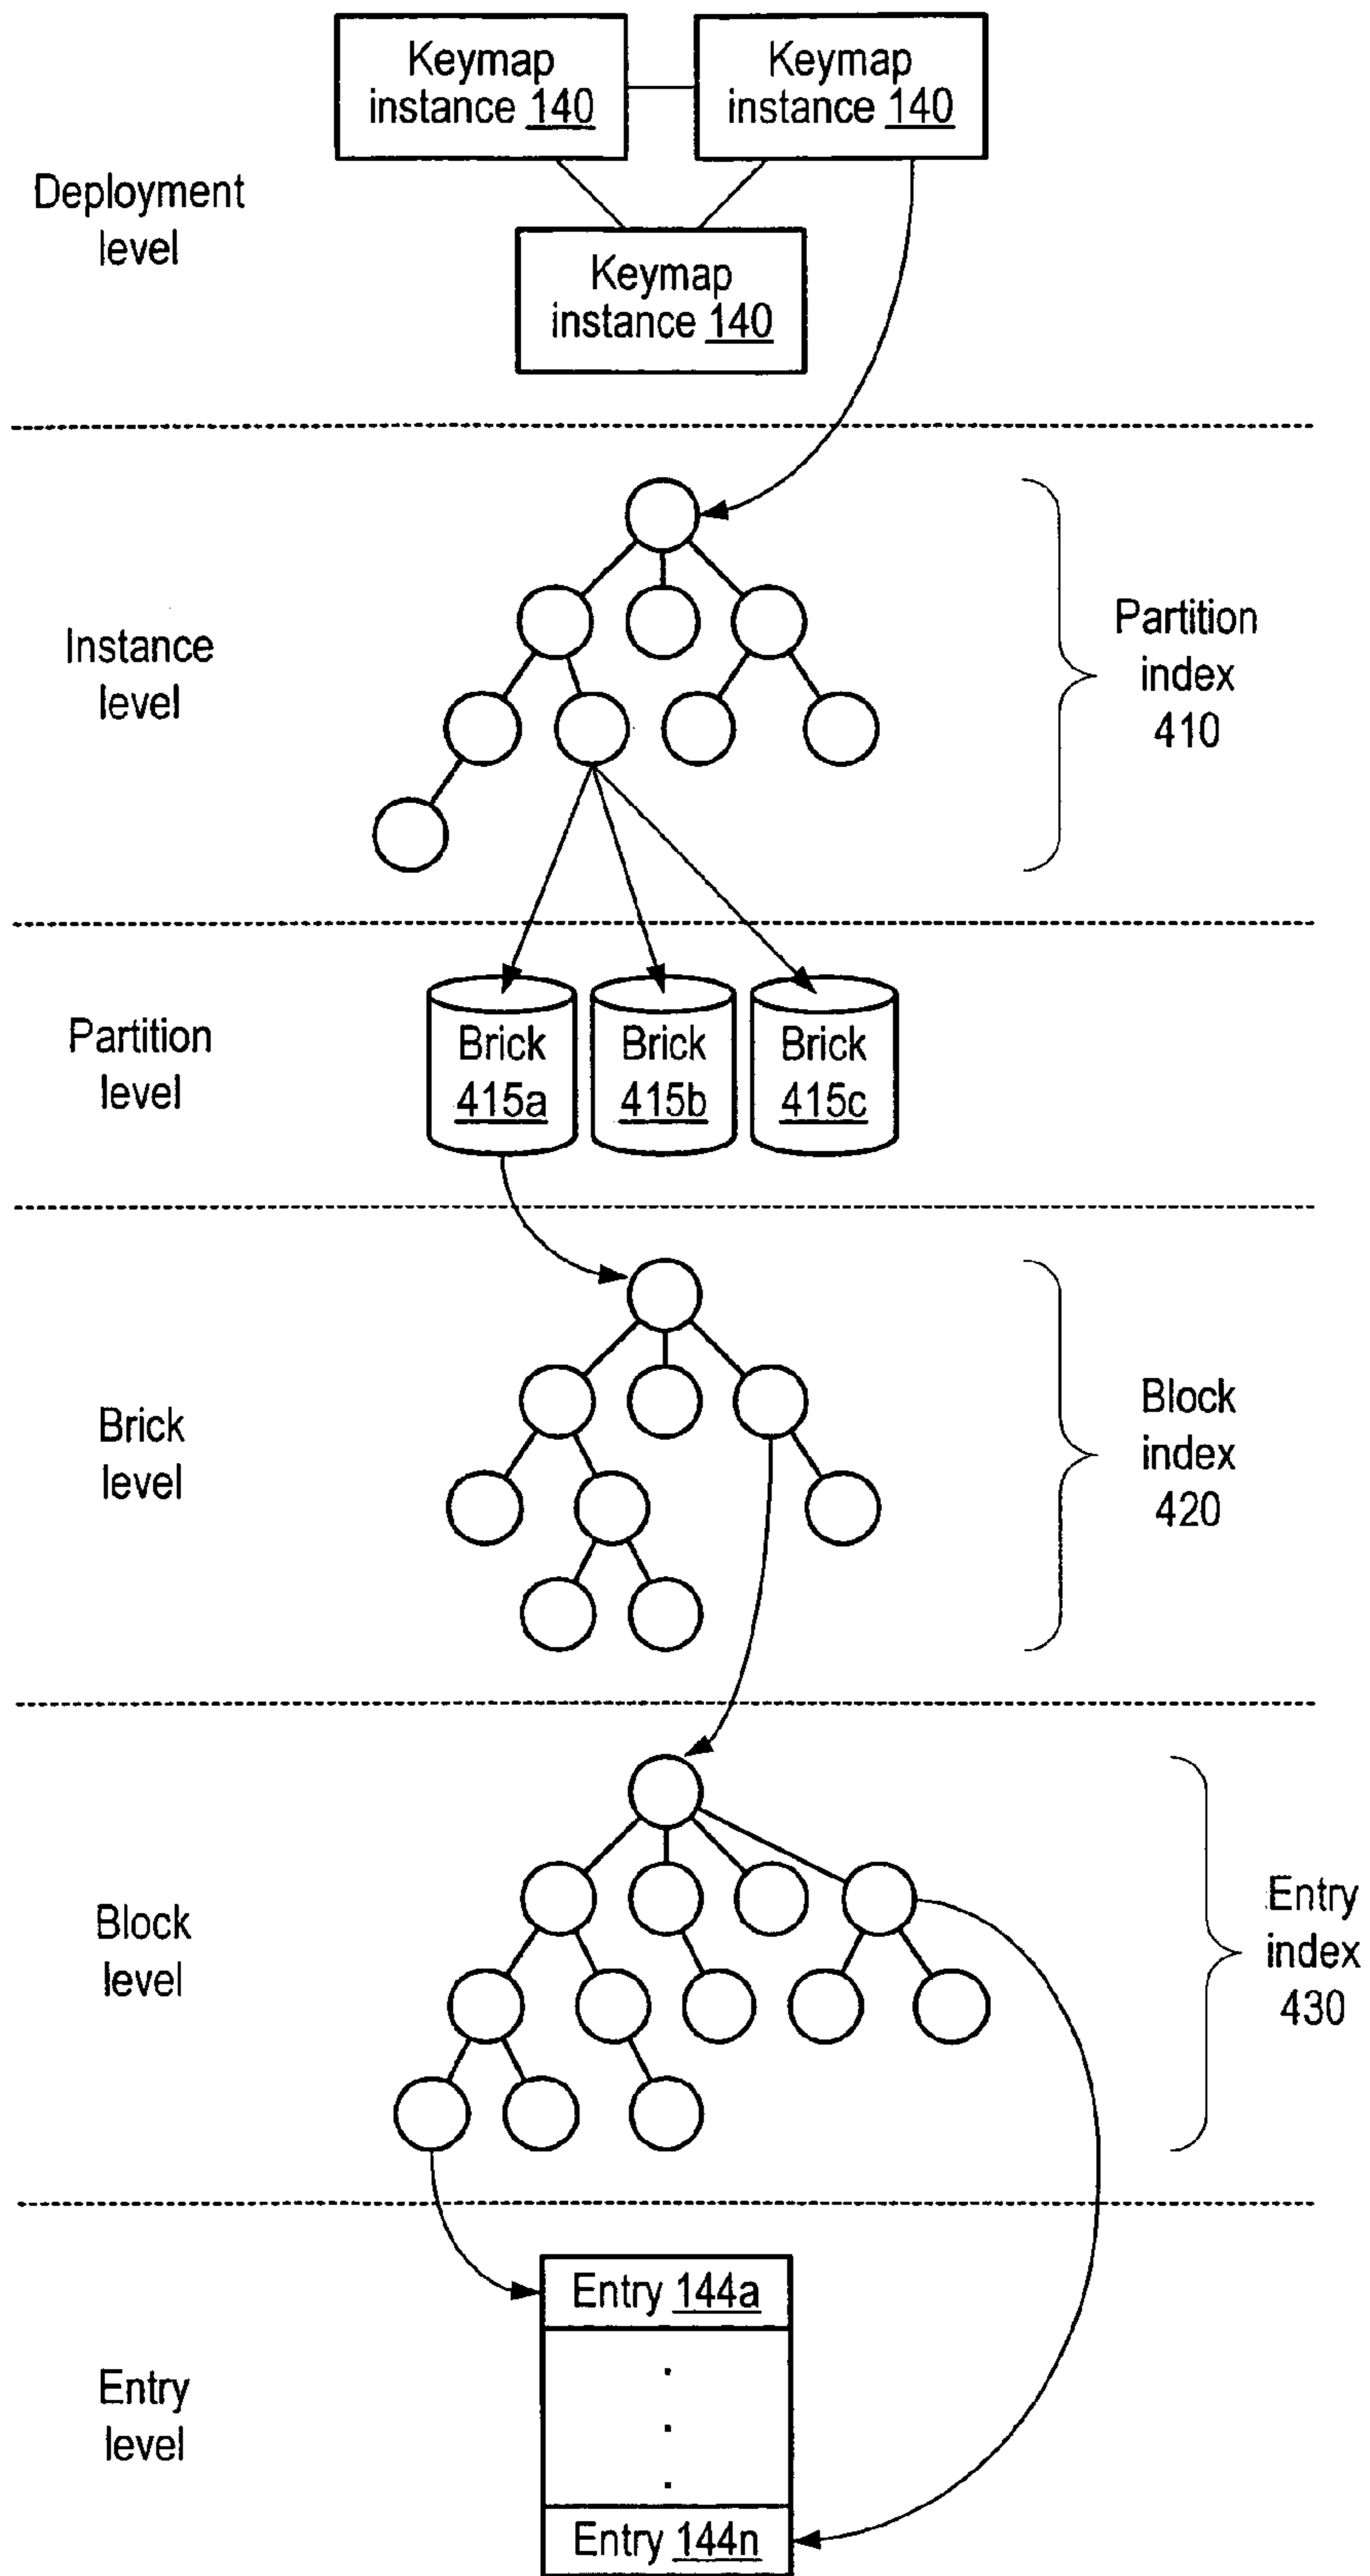 Keymap
instance 140
Keymap
instance 140
Deployment
level
Keymap
instance 140
Instance
level
Partition
index
410
Partition
level
Brick
415a
Brick
415b
Brick
415c
Brick
level
Block
index
420
Block
level
Entry
index
430
Entry
level
Entry 144a
.
.
.
Entry 144n